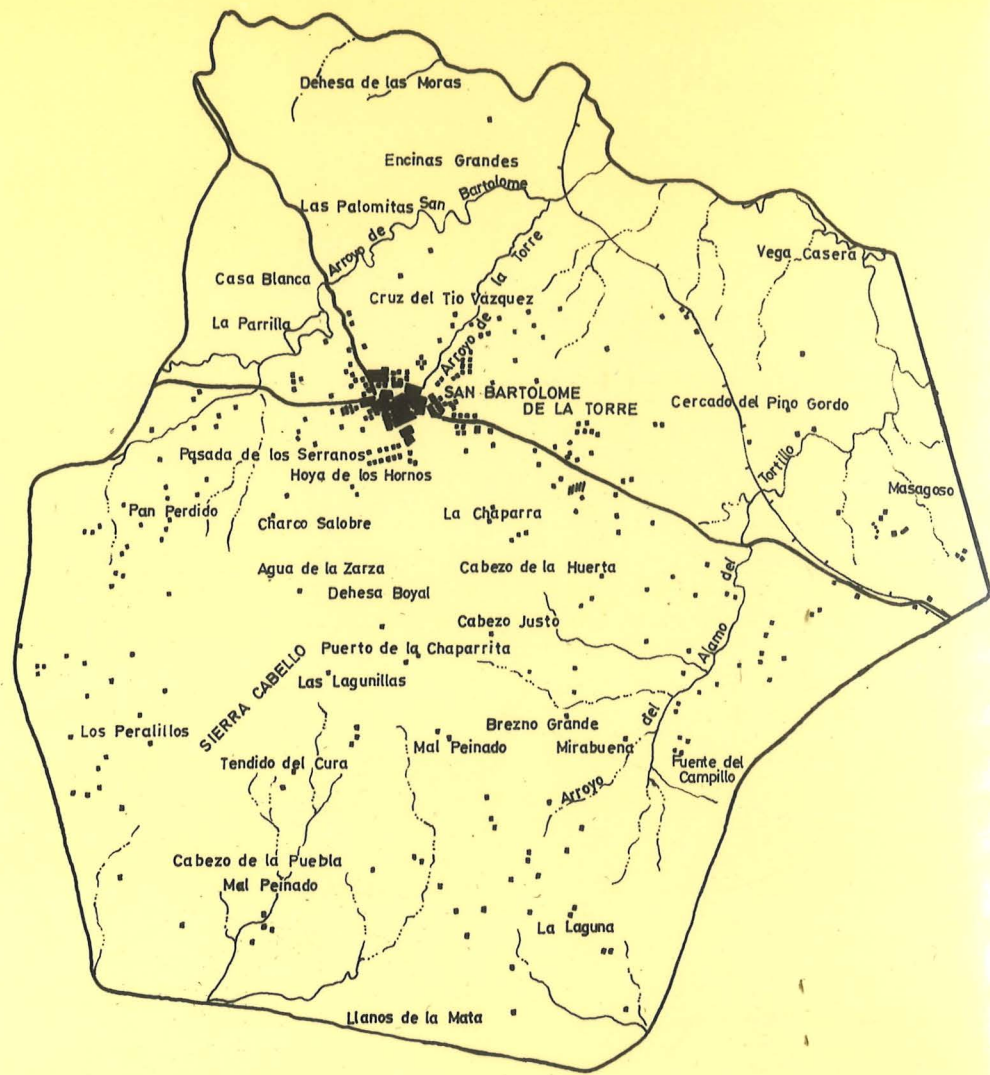 Dehesa de las Moras
Encinas Grandes
Las Palomitas
Arroyo de San Bartolome
Vega Casera
Casa Blanca
Arroyo de la Torre
Cruz del Tio Vázquez
La Parrilla
SAN BARTOLOME
DE LA TORRE
Cercado del Pino Gordo
Pasada de los Serranos
Hoya de los Hornos
Tortillo
Masagoso
Pan Perdido
Charco Salobre
La Chaparra
Agua de la Zarza
Cabezo de la Huerta
Dehesa Boyal
Cabezo Justo
Puerto de la Chaparrita
Arroyo del Alamo del
SIERRA CABELLO
Las Lagunillas
Los Peralillos
Brezno Grande
Mal Peinado
Mirabuena
Tendido del Cura
Fuente del
Campillo
Cabezo de la Puebla
Mal Peinado
La Laguna
Llanos de la Mata